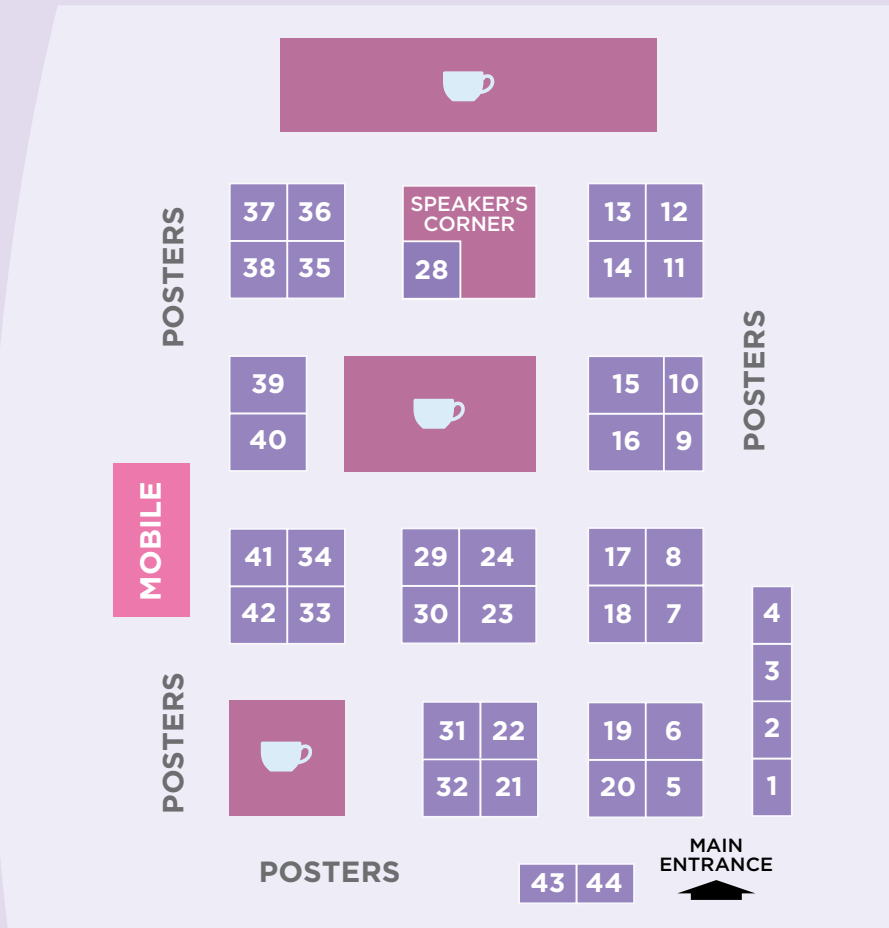 37 36
SPEAKER'S
CORNER
13 12
38 35
28
14 11
POSTERS
POSTERS
39
15 10
40
16 9
MOBILE
41 34
29 24
17 8
42 33
30 23
18 7
4
3
2
1
POSTERS
31 22
19 6
32 21
20 5
POSTERS
43 44
MAIN
ENTRANCE